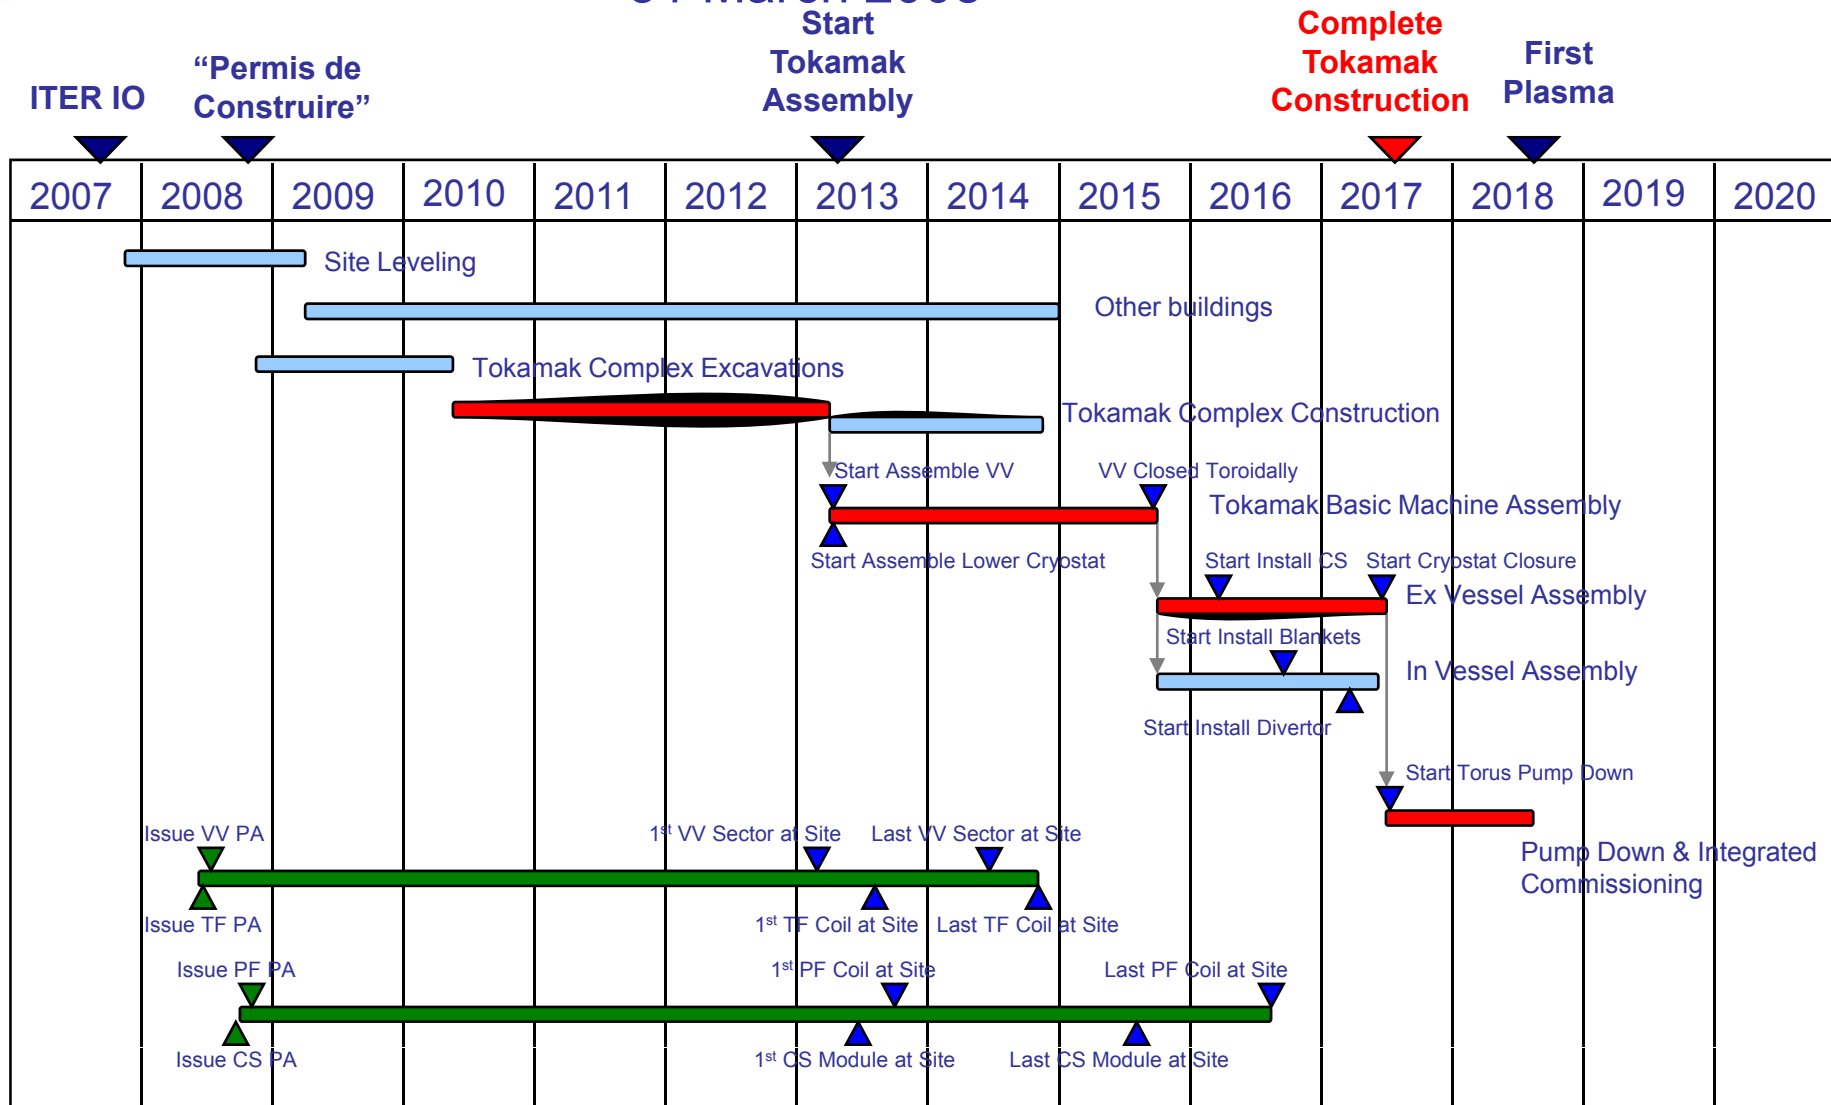 Start
Complete
Tokamak
Tokamak
First
"Permis de
ITER IO
Construire"
Assembly
Construction
Plasma
2007
2008
2009
2010
2011
2012
2013
2014
2015
2016
2017
2018
2019
2020
Site Leveling
Other buildings
Tokamak Complex Excavations
Tokamak Complex Construction
Start Assemble VV
VV Closed Toroidally
Tokamak Basic Machine Assembly
Start Assemble Lower Cryostat
Start Install CS
Start Cryostat Closure
Ex Vessel Assembly
Start Install Blankets
In Vessel Assembly
Start Install Divertor
Start Torus Pump Down
Issue VV PA
1st VV Sector at Site
Last VV Sector at Site
Pump Down & Integrated
Commissioning
Issue TF PA
1st TF Coil at Site
Last TF Coil at Site
Issue PF PA
1st PF Coil at Site
Last PF Coil at Site
Issue CS PA
1st CS Module at Site
Last CS Module at Site